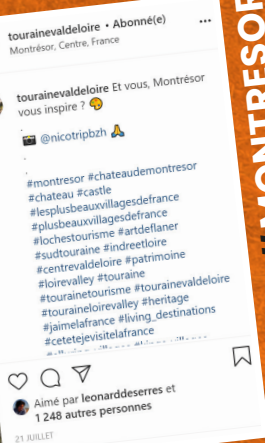 tourainevaldeloire • Abonné(e)
Montrésor, Centre, France
tourainevaldeloire Et vous, Montrésor
vous inspire ?
.
@nicotripbzh
.
.
#montresor #chateaudemontresor
#chateau #castle
#lesplusbeauxvillagesdefrance
#plusbeauxvillagesdefrance
#lochestourisme #artdeflaner
#sudtouraine #indreetloire
#centrevaldeloire #patrimoine
#loirevalley #touraine
#tourainetourisme #tourainevaldeloire
#touraineloirevalley #heritage
#jaimelafrance #living_destinations
#cetetejevisitelafrance
Aimé par leonarddeserres et
1 248 autres personnes
21 JUILLET
#MONTRESOR